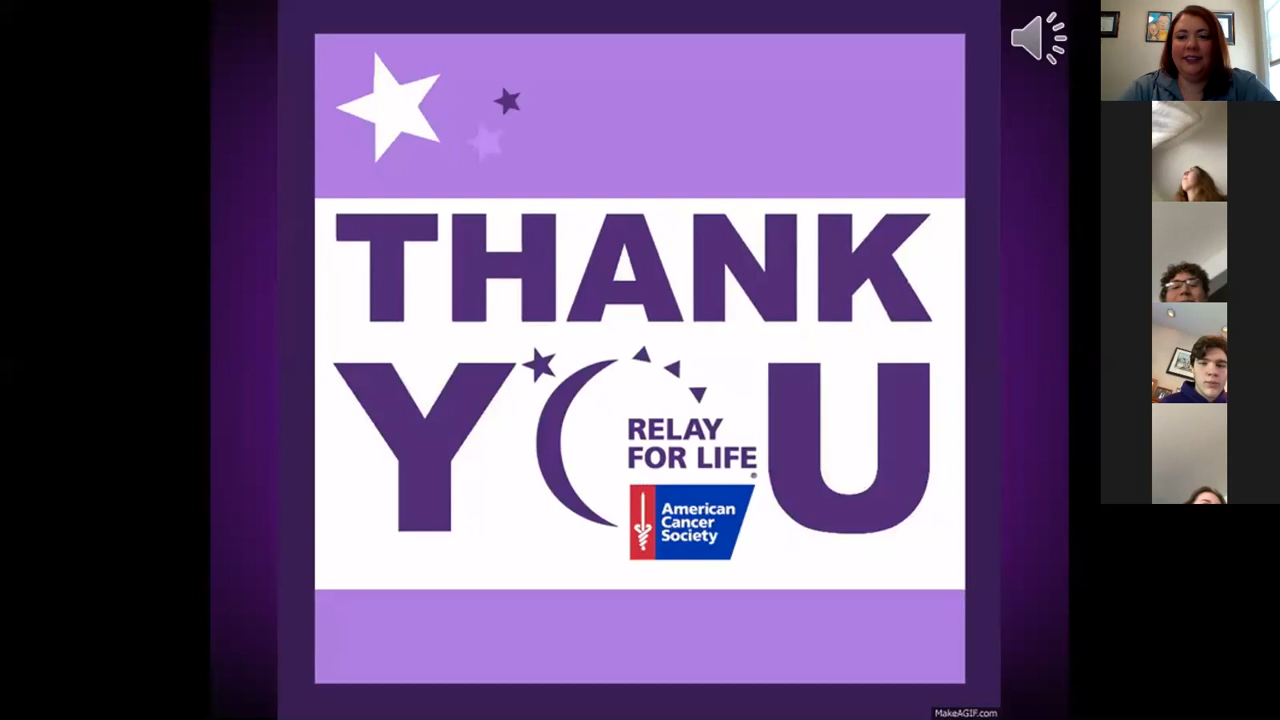 THANK
YOU
RELAY
FOR LIFE®
American
Cancer
Society
MakeAGIF.com